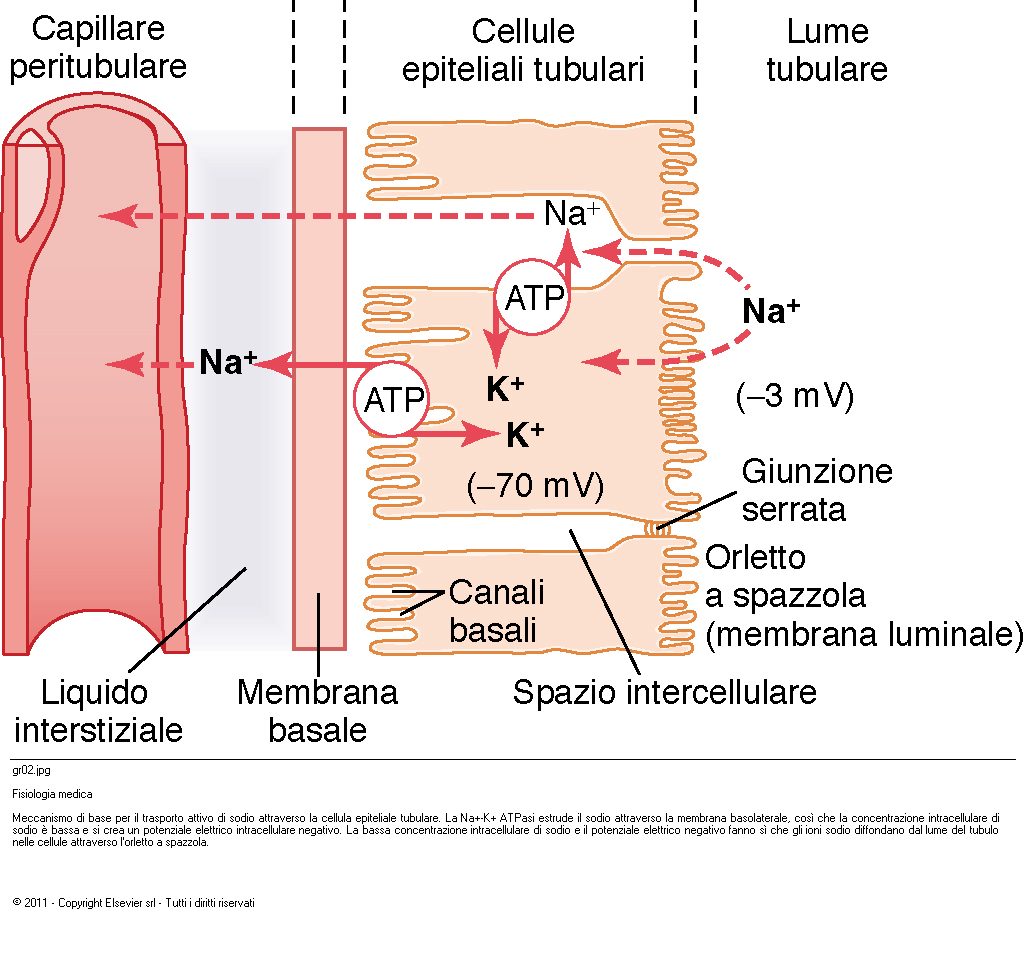 Capillare
peritubulare
Cellule
epiteliali tubulari
Lume
tubulare
Na+
ATP
Na+
Na+
K+
ATP
K+
(–3 mV)
(–70 mV)
Giunzione
serrata
Orletto
a spazzola
(membrana luminale)
Canali
basali
Liquido
interstiziale
Membrana
basale
Spazio intercellulare
gr02.jpg
Fisiologia medica
Meccanismo di base per il trasporto attivo di sodio attraverso la cellula epiteliale tubulare. La Na+-K+ ATPasi estrude il sodio attraverso la membrana basolaterale, così che la concentrazione intracellulare di
sodio è bassa e si crea un potenziale elettrico intracellulare negativo. La bassa concentrazione intracellulare di sodio e il potenziale elettrico negativo fanno sì che gli ioni sodio diffondano dal lume del tubulo
nelle cellule attraverso l'orletto a spazzola.
© 2011 - Copyright Elsevier srl - Tutti i diritti riservati